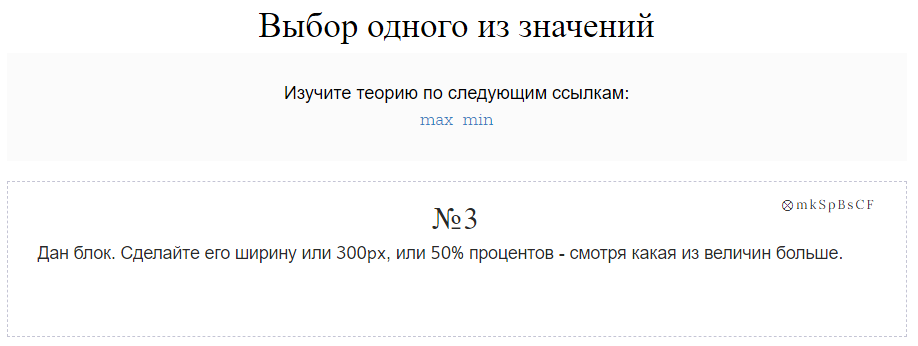 Выбор одного из значений
Изучите теорию по следующим ссылкам:
max min
⊗mkSpBsCF
№3
Дан блок. Сделайте его ширину или 300px, или 50% процентов - смотря какая из величин больше.